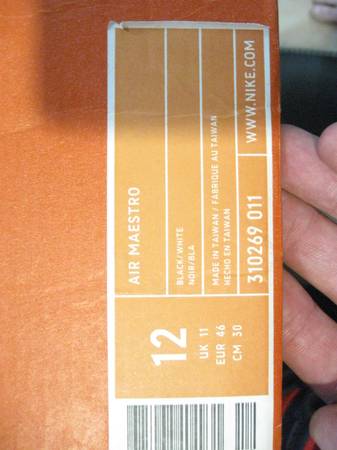 AIR MAESTRO
BLACK/WHITE
NOIR/BLA
MADE IN TAIWAN / FABRIQUE AU TAIWAN
HECHO EN TAIWAN
310269 011
WWW.NIKE.COM
12
UK 11
EUR 46
CM 30